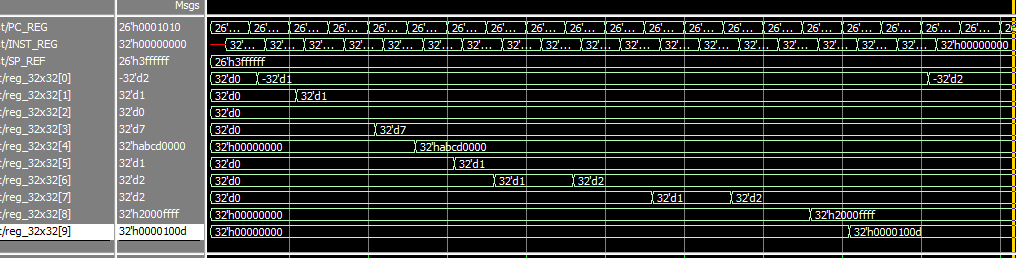 Msgs
st/PC_REG 26'h0001010 26'... 26'... 26'... 26'... 26'... 26'... 26'... 26'... 26'... 26'... 26'... 26'... 26'... 26'... 26'... 26'... 26'... 26'... 26'... 26'... 26'...
st/INST_REG 32'h00000000 32'... 32'... 32'... 32'... 32'... 32'... 32'... 32'... 32'... 32'... 32'... 32'... 32'... 32'... 32'... 32'... 32'... 32'... 32'h00000000
st/SP_REF 26'h3ffffff 26'h3ffffff
t/reg_32x32[0] -32'd2 32'd0 -32'd1 -32'd2
t/reg_32x32[1] 32'd1 32'd0 32'd1
t/reg_32x32[2] 32'd0 32'd0
t/reg_32x32[3] 32'd7 32'd0 32'd7
t/reg_32x32[4] 32'habcd0000 32'h00000000 32'habcd0000
t/reg_32x32[5] 32'd1 32'd0 32'd1
t/reg_32x32[6] 32'd2 32'd0 32'd1 32'd2
t/reg_32x32[7] 32'd2 32'd0 32'd1 32'd2
t/reg_32x32[8] 32'h2000ffff 32'h00000000 32'h2000ffff
t/reg_32x32[9] 32'h0000100d 32'h00000000 32'h0000100d